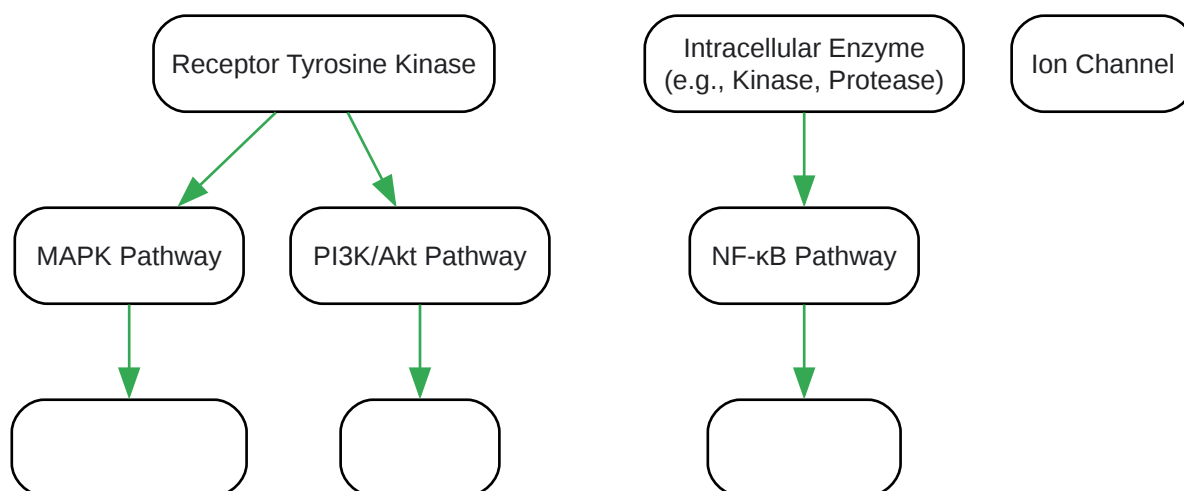 Receptor Tyrosine Kinase
Intracellular Enzyme
(e.g., Kinase, Protease)
Ion Channel
MAPK Pathway
PI3K/Akt Pathway
NF-κB Pathway